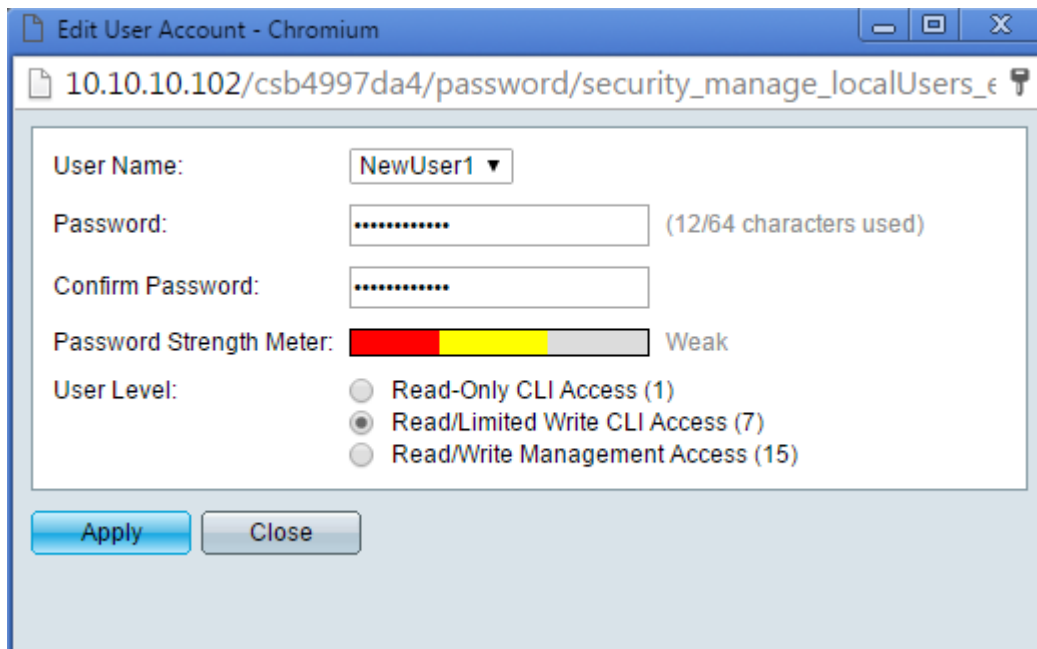 Edit User Account - Chromium
10.10.10.102/csb4997da4/password/security_manage_localUsers_e
User Name: NewUser1 ▼
Password: •••••••••••• (12/64 characters used)
Confirm Password: ••••••••••••
Password Strength Meter: Weak
User Level: Read-Only CLI Access (1)
Read/Limited Write CLI Access (7)
Read/Write Management Access (15)
Apply Close